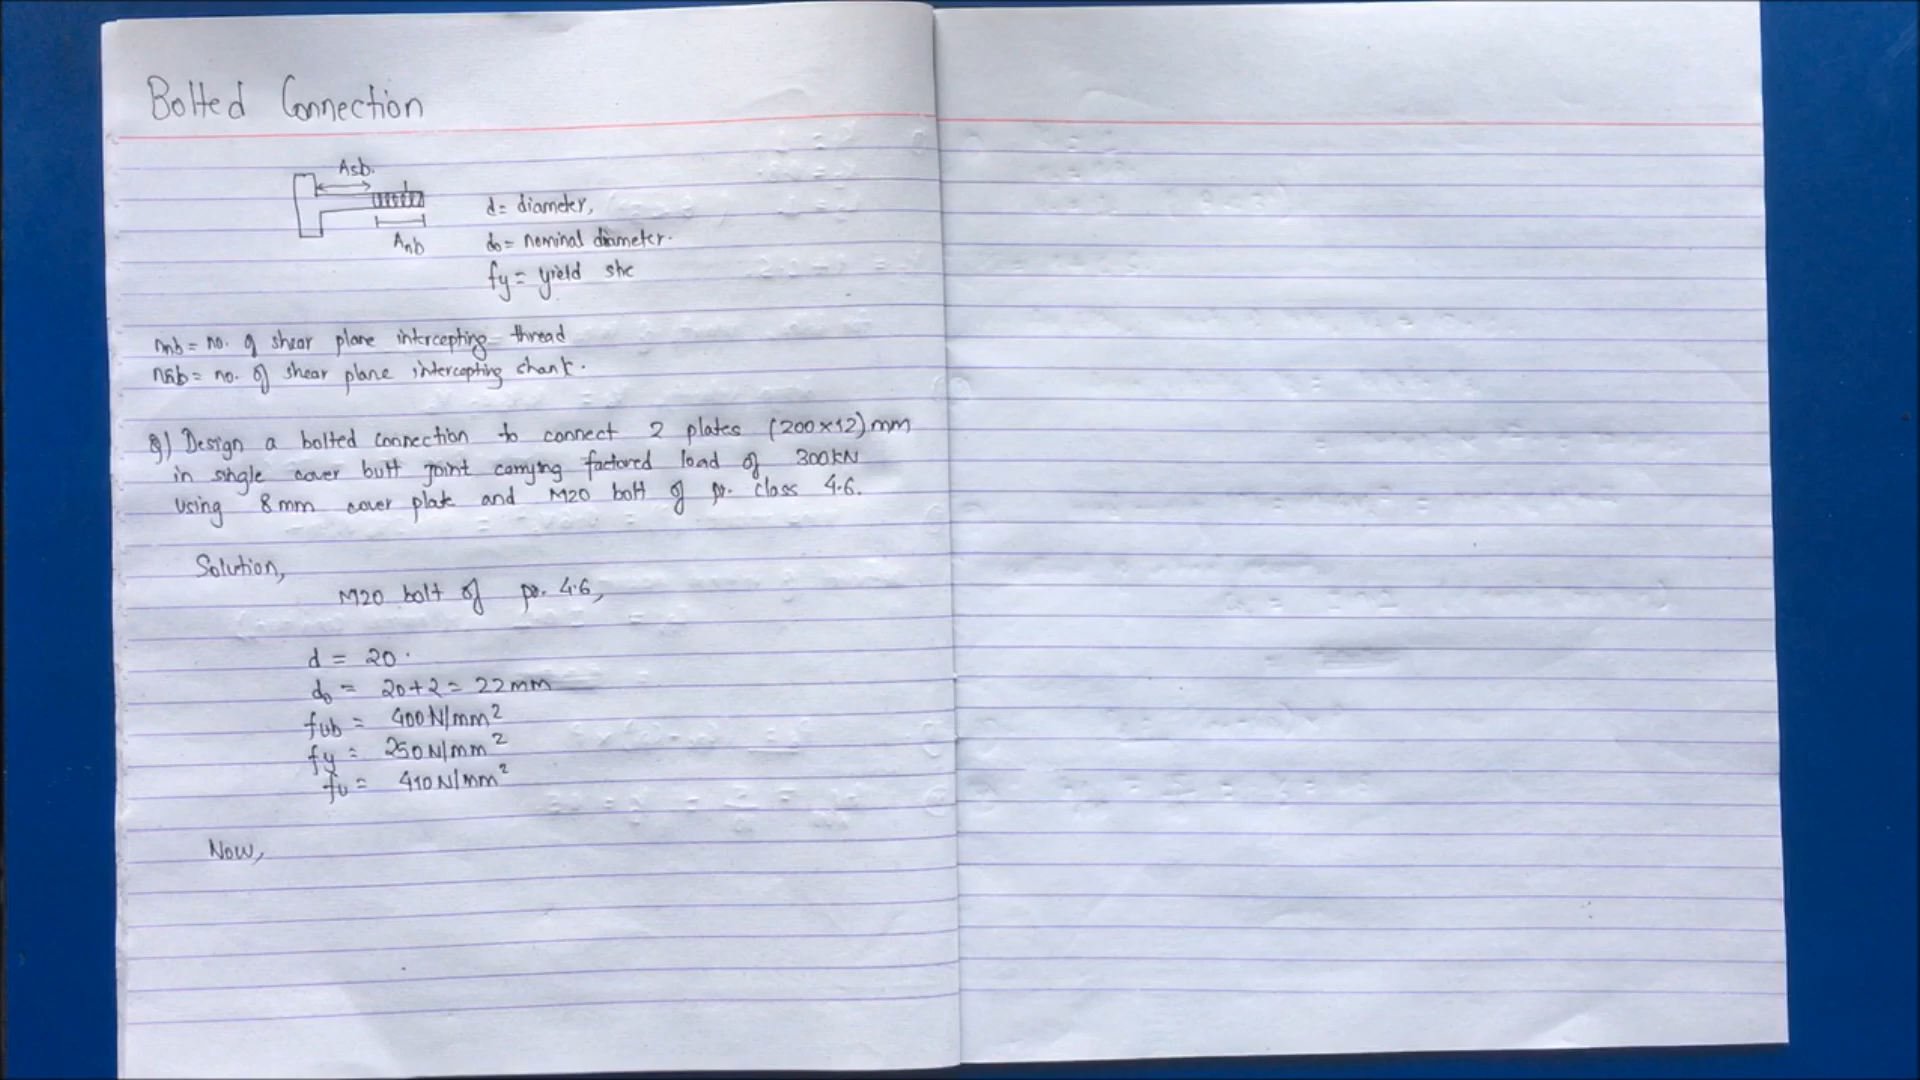 Bolted Connection
Asb.
Anb
d = diameter,
do = nominal diameter.
fy = yield stre
nnb = no. of shear plane intercepting thread
nsb = no. of shear plane intercepting chank.
Q) Design a bolted connection to connect 2 plates (200×12)mm
in single cover butt joint carrying factored load of 300KN
using 8mm cover plate and M20 bolt of pr. class 4.6.
Solution,
M20 bolt of pr. 4.6,
d = 20.
do = 20+2 = 22mm
fub = 400 N/mm²
fy = 250 N/mm²
fu = 410 N/mm²
Now,